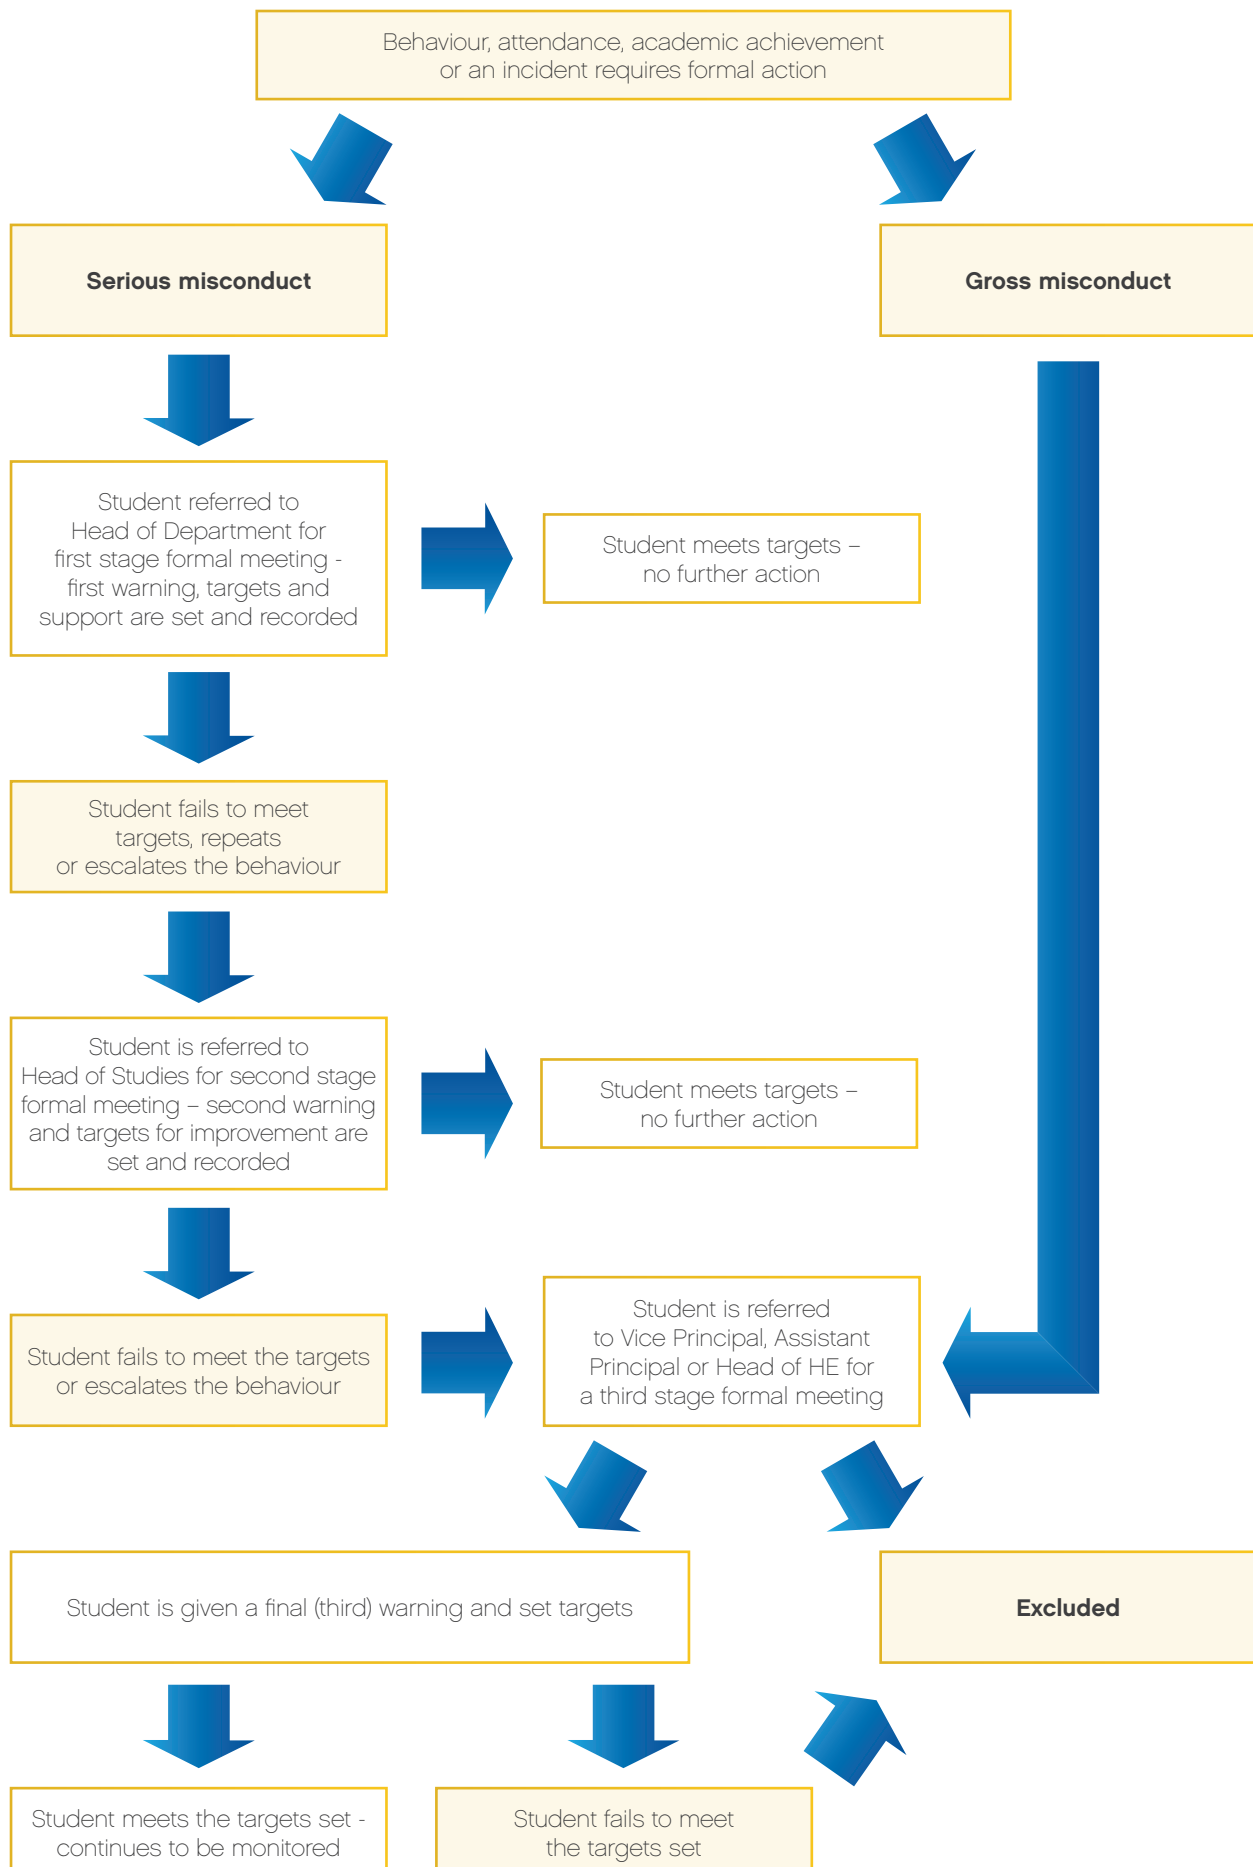 Behaviour, attendance, academic achievement
or an incident requires formal action
Serious misconduct
Gross misconduct
Student referred to
Head of Department for
first stage formal meeting -
first warning, targets and
support are set and recorded
Student meets targets –
no further action
Student fails to meet
targets, repeats
or escalates the behaviour
Student is referred to
Head of Studies for second stage
formal meeting – second warning
and targets for improvement are
set and recorded
Student meets targets –
no further action
Student fails to meet the targets
or escalates the behaviour
Student is referred
to Vice Principal, Assistant
Principal or Head of HE for
a third stage formal meeting
Student is given a final (third) warning and set targets
Excluded
Student meets the targets set -
continues to be monitored
Student fails to meet
the targets set